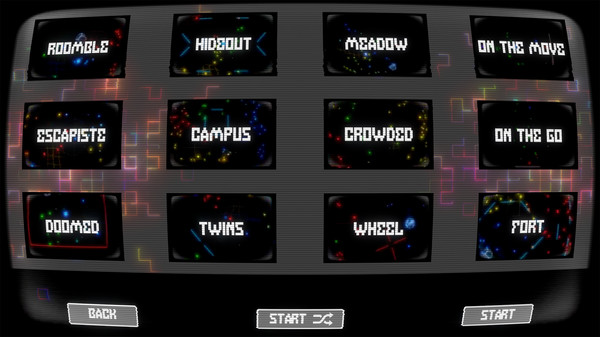 ROOMBLE
HIDEOUT
MEADOW
ON THE MOVE
ESCAPISTE
CAMPUS
CROWDED
ON THE GO
DOOMED
TWINS
WHEEL
FORT
BACK
START
START